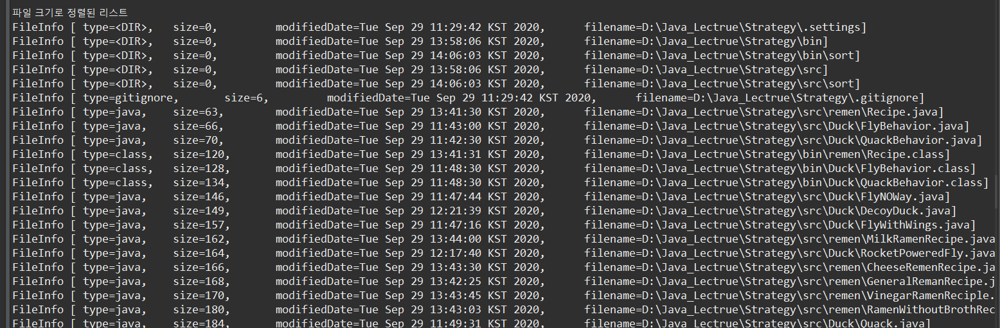 파일 크기로 정렬된 리스트
FileInfo [ type=<DIR>, size=0, modifiedDate=Tue Sep 29 11:29:42 KST 2020, filename=D:\Java_Lectrue\Strategy\.settings]
FileInfo [ type=<DIR>, size=0, modifiedDate=Tue Sep 29 13:58:06 KST 2020, filename=D:\Java_Lectrue\Strategy\bin]
FileInfo [ type=<DIR>, size=0, modifiedDate=Tue Sep 29 14:06:03 KST 2020, filename=D:\Java_Lectrue\Strategy\bin\sort]
FileInfo [ type=<DIR>, size=0, modifiedDate=Tue Sep 29 13:58:06 KST 2020, filename=D:\Java_Lectrue\Strategy\src]
FileInfo [ type=<DIR>, size=0, modifiedDate=Tue Sep 29 14:06:03 KST 2020, filename=D:\Java_Lectrue\Strategy\src\sort]
FileInfo [ type=gitignore, size=6, modifiedDate=Tue Sep 29 11:29:42 KST 2020, filename=D:\Java_Lectrue\Strategy\.gitignore]
FileInfo [ type=java, size=63, modifiedDate=Tue Sep 29 13:41:30 KST 2020, filename=D:\Java_Lectrue\Strategy\src\remen\Recipe.java]
FileInfo [ type=java, size=66, modifiedDate=Tue Sep 29 11:43:00 KST 2020, filename=D:\Java_Lectrue\Strategy\src\Duck\FlyBehavior.java]
FileInfo [ type=java, size=70, modifiedDate=Tue Sep 29 11:42:30 KST 2020, filename=D:\Java_Lectrue\Strategy\src\Duck\QuackBehavior.java]
FileInfo [ type=class, size=120, modifiedDate=Tue Sep 29 13:41:31 KST 2020, filename=D:\Java_Lectrue\Strategy\bin\remen\Recipe.class]
FileInfo [ type=class, size=128, modifiedDate=Tue Sep 29 11:48:30 KST 2020, filename=D:\Java_Lectrue\Strategy\bin\Duck\FlyBehavior.class]
FileInfo [ type=class, size=134, modifiedDate=Tue Sep 29 11:48:30 KST 2020, filename=D:\Java_Lectrue\Strategy\bin\Duck\QuackBehavior.class]
FileInfo [ type=java, size=146, modifiedDate=Tue Sep 29 11:47:44 KST 2020, filename=D:\Java_Lectrue\Strategy\src\Duck\FlyNOWay.java]
FileInfo [ type=java, size=149, modifiedDate=Tue Sep 29 12:21:39 KST 2020, filename=D:\Java_Lectrue\Strategy\src\Duck\DecoyDuck.java]
FileInfo [ type=java, size=157, modifiedDate=Tue Sep 29 11:47:16 KST 2020, filename=D:\Java_Lectrue\Strategy\src\Duck\FlyWithWings.java]
FileInfo [ type=java, size=162, modifiedDate=Tue Sep 29 13:44:00 KST 2020, filename=D:\Java_Lectrue\Strategy\src\remen\MilkRamenRecipe.java
FileInfo [ type=java, size=164, modifiedDate=Tue Sep 29 12:17:40 KST 2020, filename=D:\Java_Lectrue\Strategy\src\Duck\RocketPoweredFly.java
FileInfo [ type=java, size=166, modifiedDate=Tue Sep 29 13:43:30 KST 2020, filename=D:\Java_Lectrue\Strategy\src\remen\CheeseRemenRecipe.ja
FileInfo [ type=java, size=168, modifiedDate=Tue Sep 29 13:42:25 KST 2020, filename=D:\Java_Lectrue\Strategy\src\remen\GeneralRemanRecipe.j
FileInfo [ type=java, size=170, modifiedDate=Tue Sep 29 13:43:45 KST 2020, filename=D:\Java_Lectrue\Strategy\src\remen\VinegarRamenReciple.
FileInfo [ type=java, size=180, modifiedDate=Tue Sep 29 13:43:03 KST 2020, filename=D:\Java_Lectrue\Strategy\src\remen\RamenWithoutBrothRec
FileInfo [ type=java, size=184, modifiedDate=Tue Sep 29 11:49:31 KST 2020, filename=D:\Java_Lectrue\Strategy\src\Duck\Quack.java]